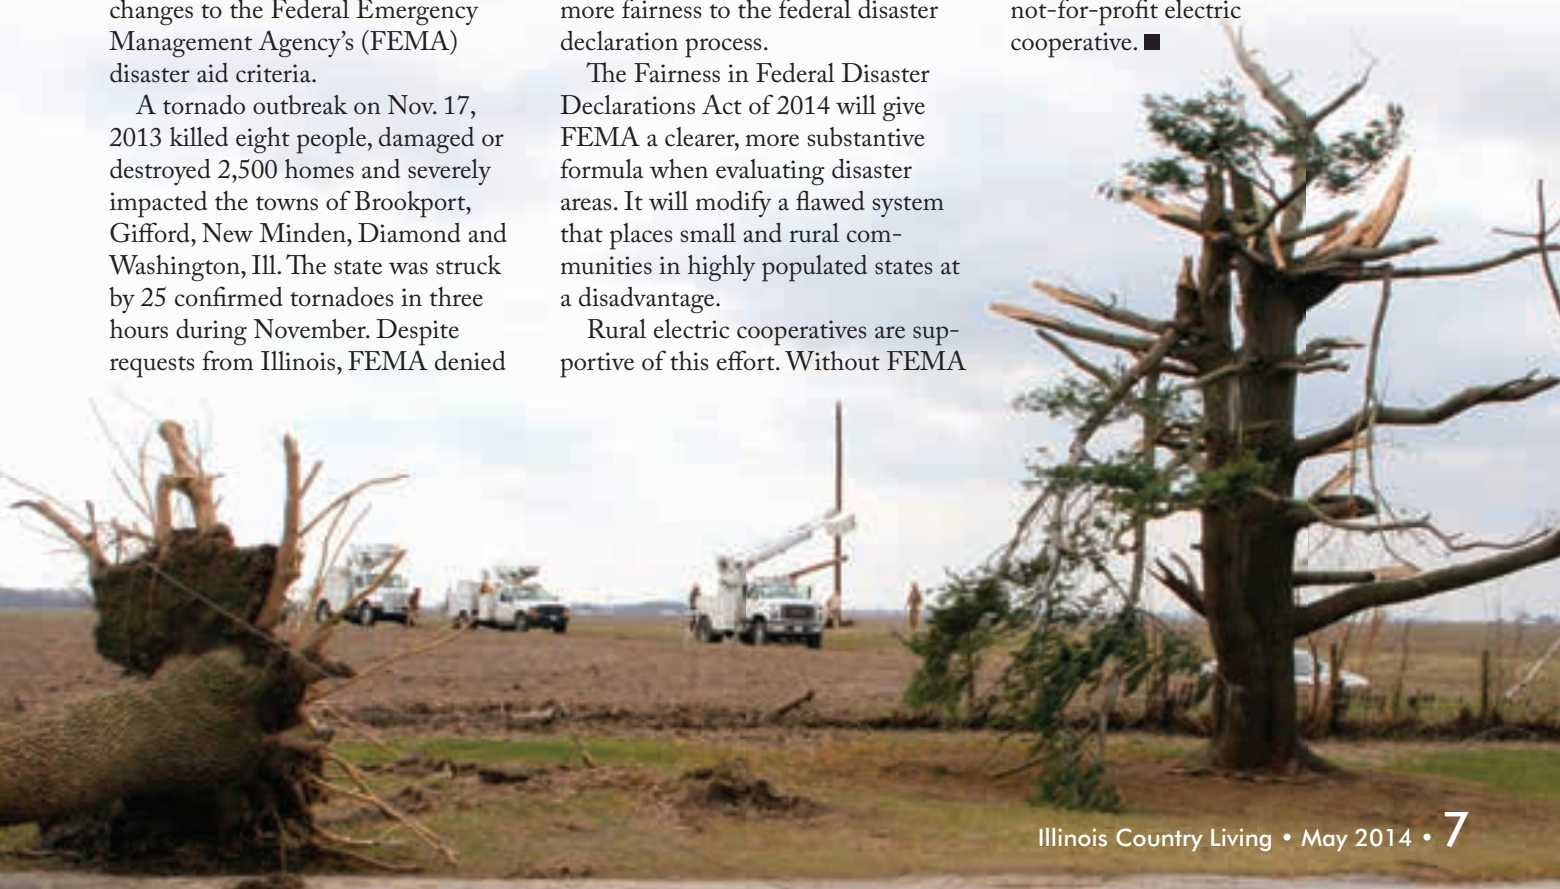 changes to the Federal Emergency
Management Agency’s (FEMA)
disaster aid criteria.
A tornado outbreak on Nov. 17,
2013 killed eight people, damaged or
destroyed 2,500 homes and severely
impacted the towns of Brookport,
Gifford, New Minden, Diamond and
Washington, Ill. The state was struck
by 25 confirmed tornadoes in three
hours during November. Despite
requests from Illinois, FEMA denied
more fairness to the federal disaster
declaration process.
The Fairness in Federal Disaster
Declarations Act of 2014 will give
FEMA a clearer, more substantive
formula when evaluating disaster
areas. It will modify a flawed system
that places small and rural com-
munities in highly populated states at
a disadvantage.
Rural electric cooperatives are sup-
portive of this effort. Without FEMA
not-for-profit electric
cooperative. ■
Illinois Country Living • May 2014 • 7